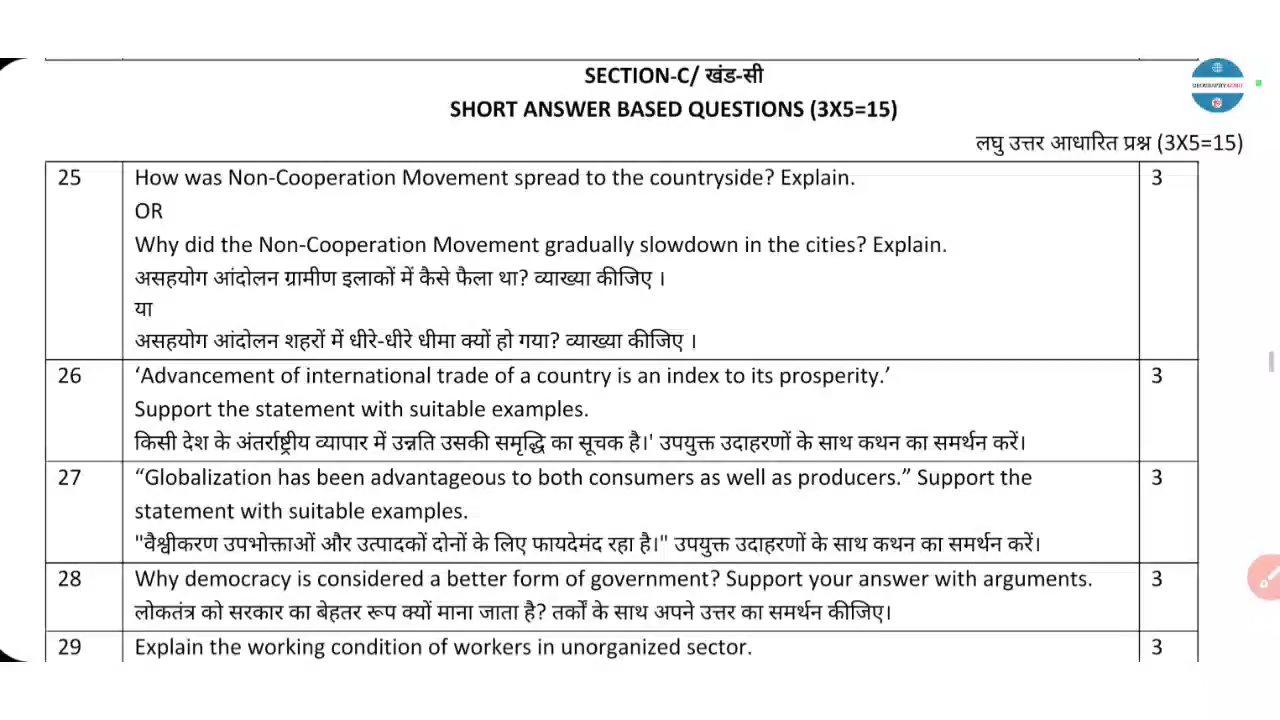 SECTION-C/ खंड-सी
SHORT ANSWER BASED QUESTIONS (3X5=15)
लघु उत्तर आधारित प्रश्न (3X5=15)
25 How was Non-Cooperation Movement spread to the countryside? Explain. 3
OR
Why did the Non-Cooperation Movement gradually slowdown in the cities? Explain.
असहयोग आंदोलन ग्रामीण इलाकों में कैसे फैला था? व्याख्या कीजिए ।
या
असहयोग आंदोलन शहरों में धीरे-धीरे धीमा क्यों हो गया? व्याख्या कीजिए ।
26 ‘Advancement of international trade of a country is an index to its prosperity.’ 3
Support the statement with suitable examples.
किसी देश के अंतर्राष्ट्रीय व्यापार में उन्नति उसकी समृद्धि का सूचक है।' उपयुक्त उदाहरणों के साथ कथन का समर्थन करें।
27 “Globalization has been advantageous to both consumers as well as producers.” Support the 3
statement with suitable examples.
"वैश्वीकरण उपभोक्ताओं और उत्पादकों दोनों के लिए फायदेमंद रहा है।" उपयुक्त उदाहरणों के साथ कथन का समर्थन करें।
28 Why democracy is considered a better form of government? Support your answer with arguments. 3
लोकतंत्र को सरकार का बेहतर रूप क्यों माना जाता है? तर्कों के साथ अपने उत्तर का समर्थन कीजिए।
29 Explain the working condition of workers in unorganized sector. 3